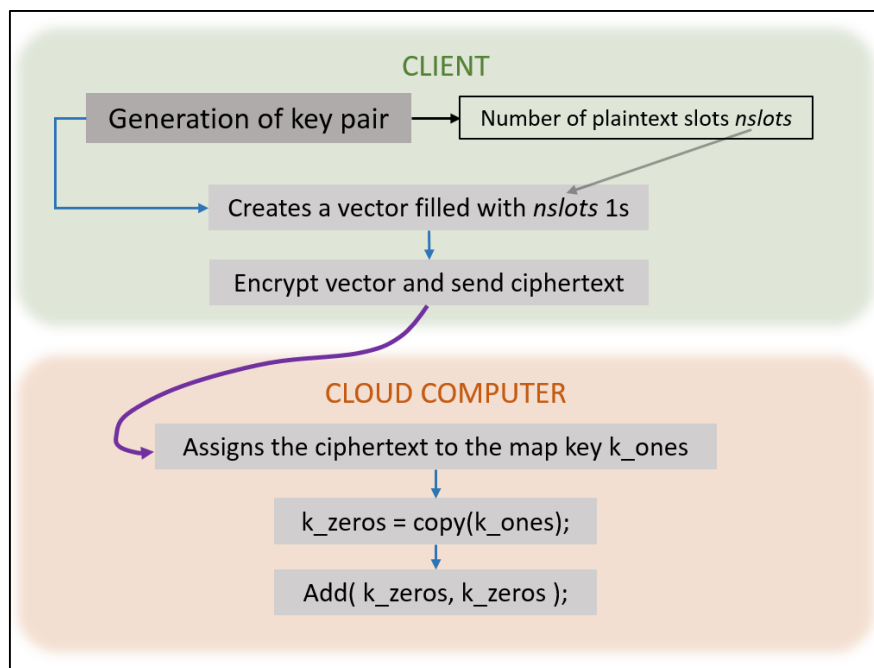 CLIENT
Generation of key pair
Number of plaintext slots nslots
Creates a vector filled with nslots 1s
Encrypt vector and send ciphertext
CLOUD COMPUTER
Assigns the ciphertext to the map key k_ones
k_zeros = copy(k_ones);
Add( k_zeros, k_zeros );